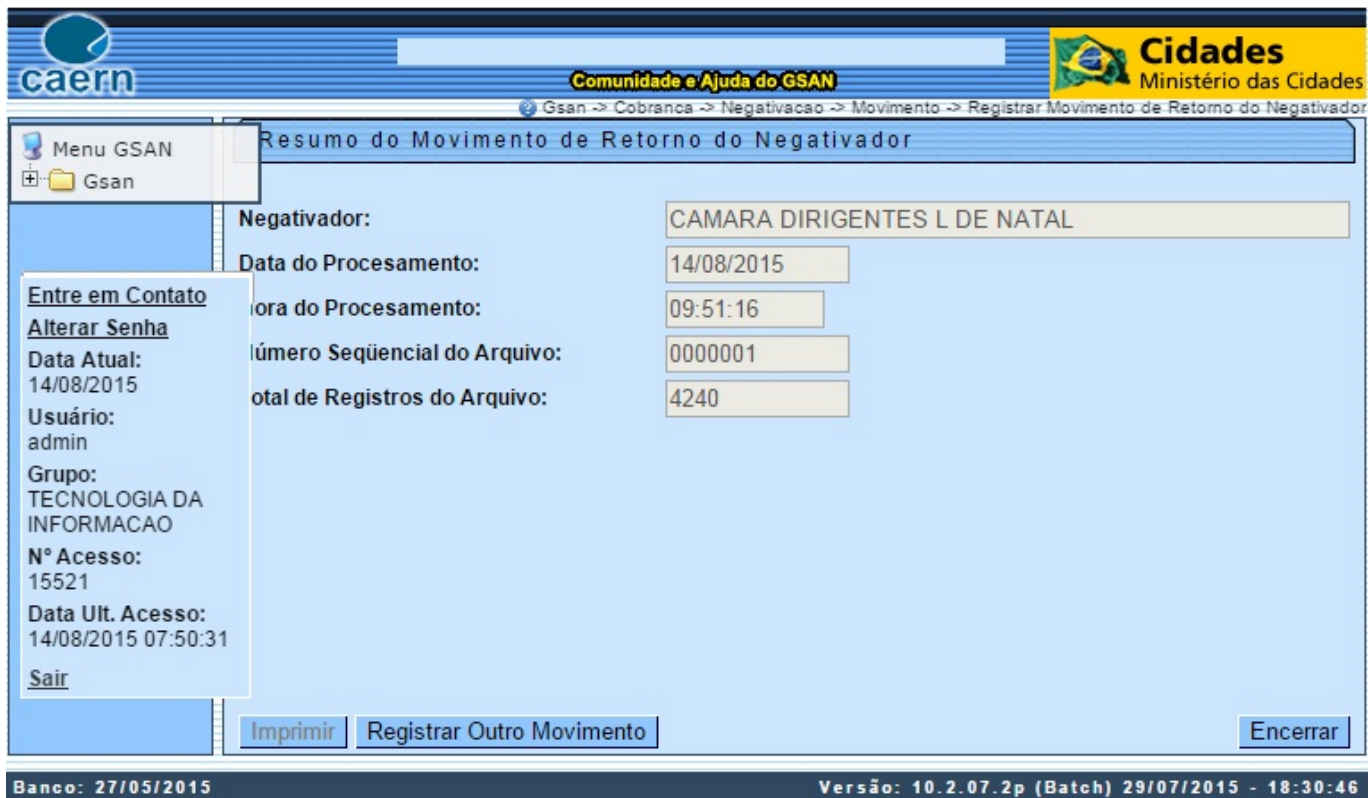 caern
Comunidade e Ajuda do GSAN
Cidades
Ministério das Cidades
Gsan -> Cobranca -> Negativacao -> Movimento -> Registrar Movimento de Retorno do Negativador
Menu GSAN
Gsan
Resumo do Movimento de Retorno do Negativador
Negativador: CAMARA DIRIGENTES L DE NATAL
Data do Procesamento: 14/08/2015
ora do Procesamento: 09:51:16
úmero Seqüencial do Arquivo: 0000001
otal de Registros do Arquivo: 4240
Entre em Contato
Alterar Senha
Data Atual:
14/08/2015
Usuário:
admin
Grupo:
TECNOLOGIA DA
INFORMACAO
Nº Acesso:
15521
Data Ult. Acesso:
14/08/2015 07:50:31
Sair
Imprimir Registrar Outro Movimento Encerrar
Banco: 27/05/2015 Versão: 10.2.07.2p (Batch) 29/07/2015 - 18:30:46